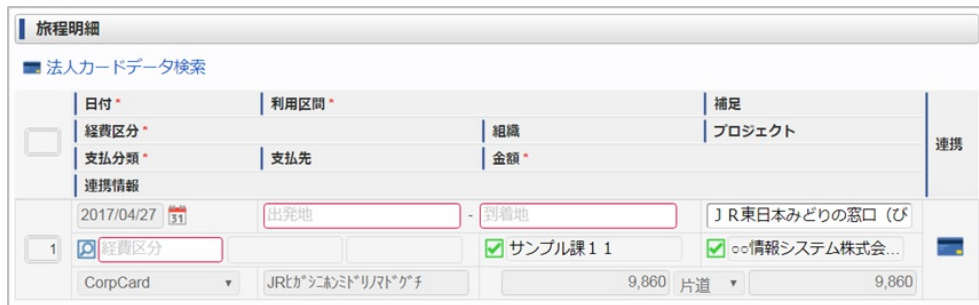 旅程明細
法人カードデータ検索
日付* 利用区間* 補足
経費区分* 組織 プロジェクト
連携
支払分類* 支払先 金額*
連携情報
2017/04/27 31 出発地 - 到着地 JR東日本みどりの窓口（び
1 経費区分 サンプル課11 ○○情報システム株式会...
CorpCard JRﾋｶﾞｼﾆﾎﾝﾐﾄﾞﾘﾉﾏﾄﾞｸﾞﾁ 9,860 片道 9,860